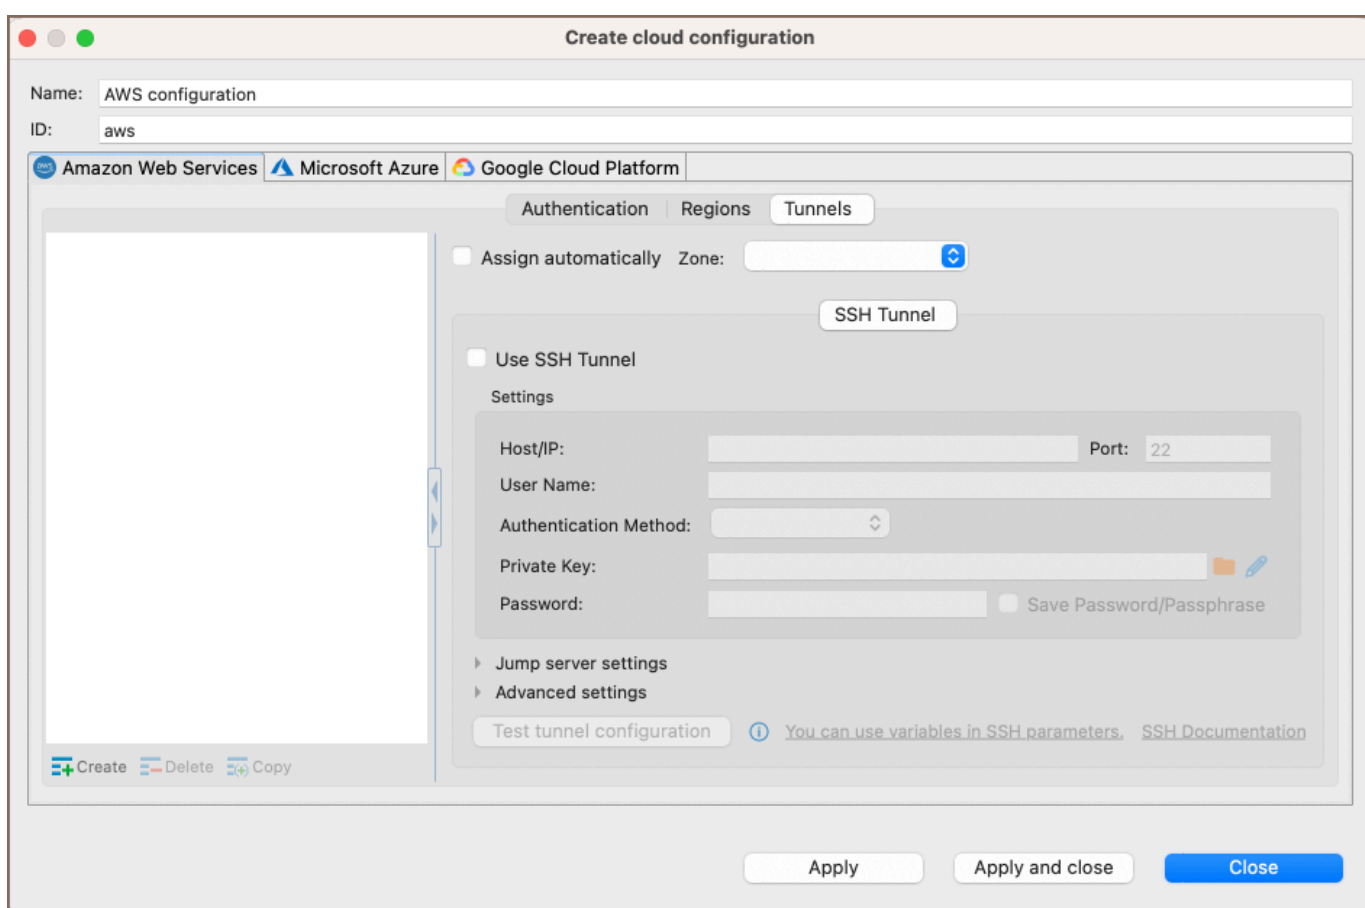 Create cloud configuration
Name: AWS configuration
ID: aws
aws Amazon Web Services Microsoft Azure Google Cloud Platform
Authentication Regions Tunnels
Assign automatically Zone:
SSH Tunnel
Use SSH Tunnel
Settings
Host/IP: Port: 22
User Name:
Authentication Method:
Private Key:
Password: Save Password/Passphrase
Jump server settings
Advanced settings
Test tunnel configuration You can use variables in SSH parameters. SSH Documentation
Create Delete Copy
Apply Apply and close Close